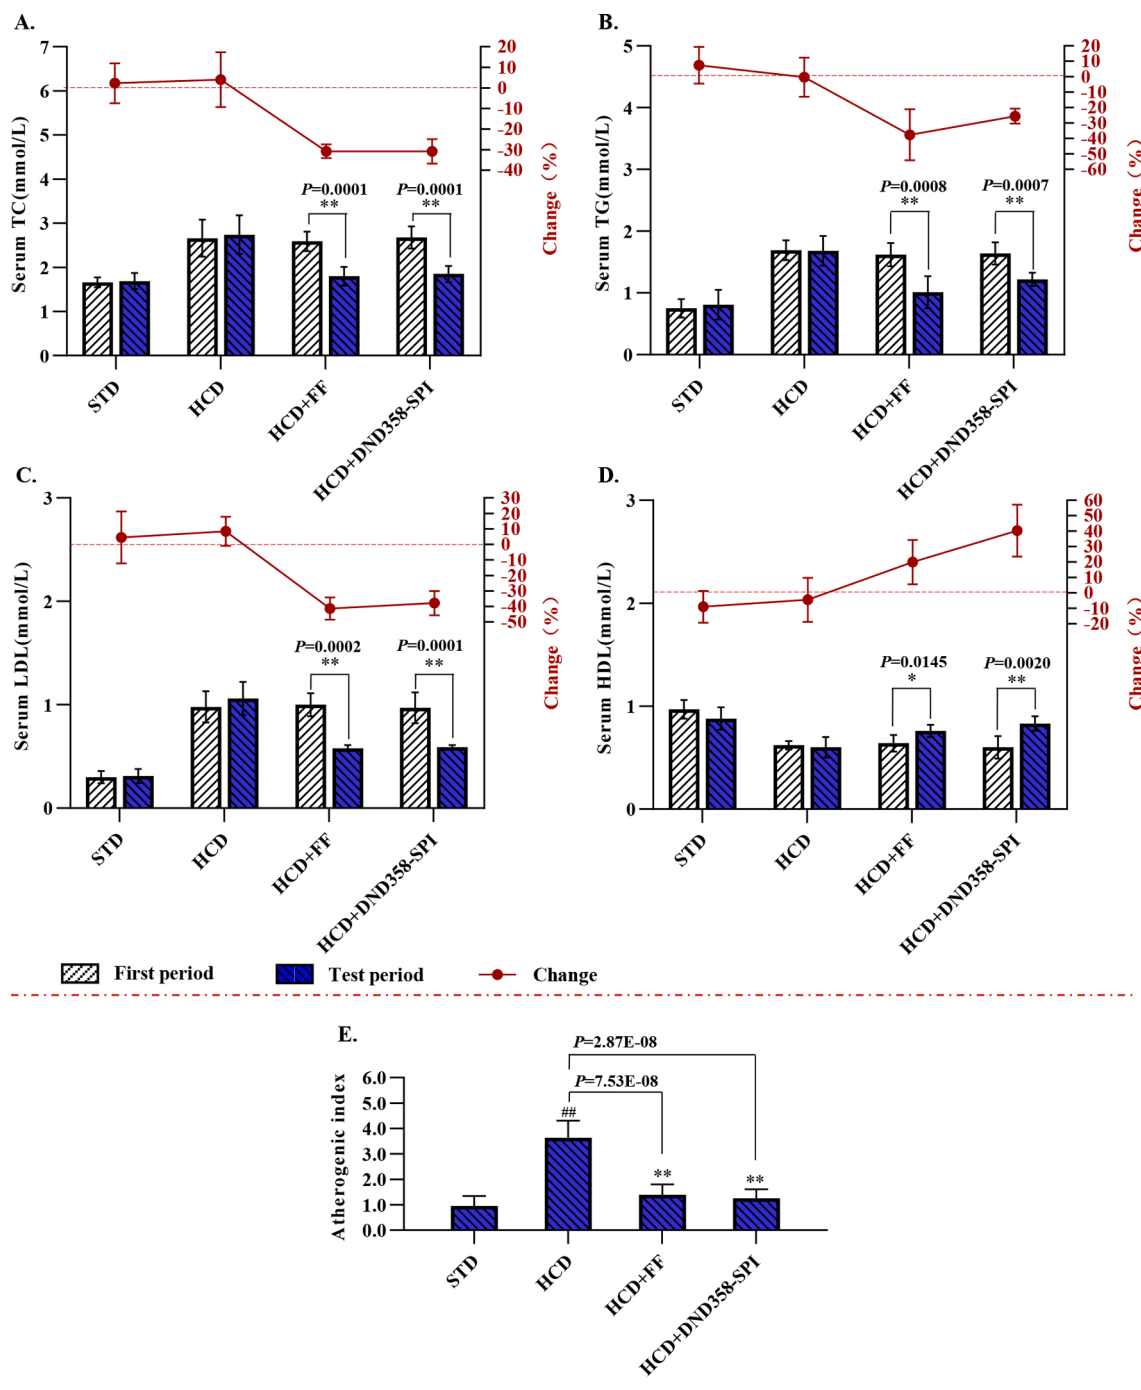 A.
7
6
5
4
3
2
1
0
Serum TC(mmol/L)
20
10
0
-10
-20
-30
-40
Change (%)
P=0.0001
**
P=0.0001
**
STD
HCD
HCD+FF
HCD+DND358-SPI
B.
5
4
3
2
1
0
Serum TG(mmol/L)
20
10
0
-10
-20
-30
-40
-50
-60
Change (%)
P=0.0008
**
P=0.0007
**
STD
HCD
HCD+FF
HCD+DND358-SPI
C.
3
2
1
0
Serum LDL(mmol/L)
30
20
10
0
-10
-20
-30
-40
-50
Change (%)
P=0.0002
**
P=0.0001
**
STD
HCD
HCD+FF
HCD+DND358-SPI
D.
3
2
1
0
Serum HDL(mmol/L)
60
50
40
30
20
10
0
-10
-20
Change (%)
P=0.0145
*
P=0.0020
**
STD
HCD
HCD+FF
HCD+DND358-SPI
First period
Test period
Change
E.
P=2.87E-08
P=7.53E-08
6.0
5.0
4.0
3.0
2.0
1.0
0.0
Atherogenic index
##
**
**
STD
HCD
HCD+FF
HCD+DND358-SPI